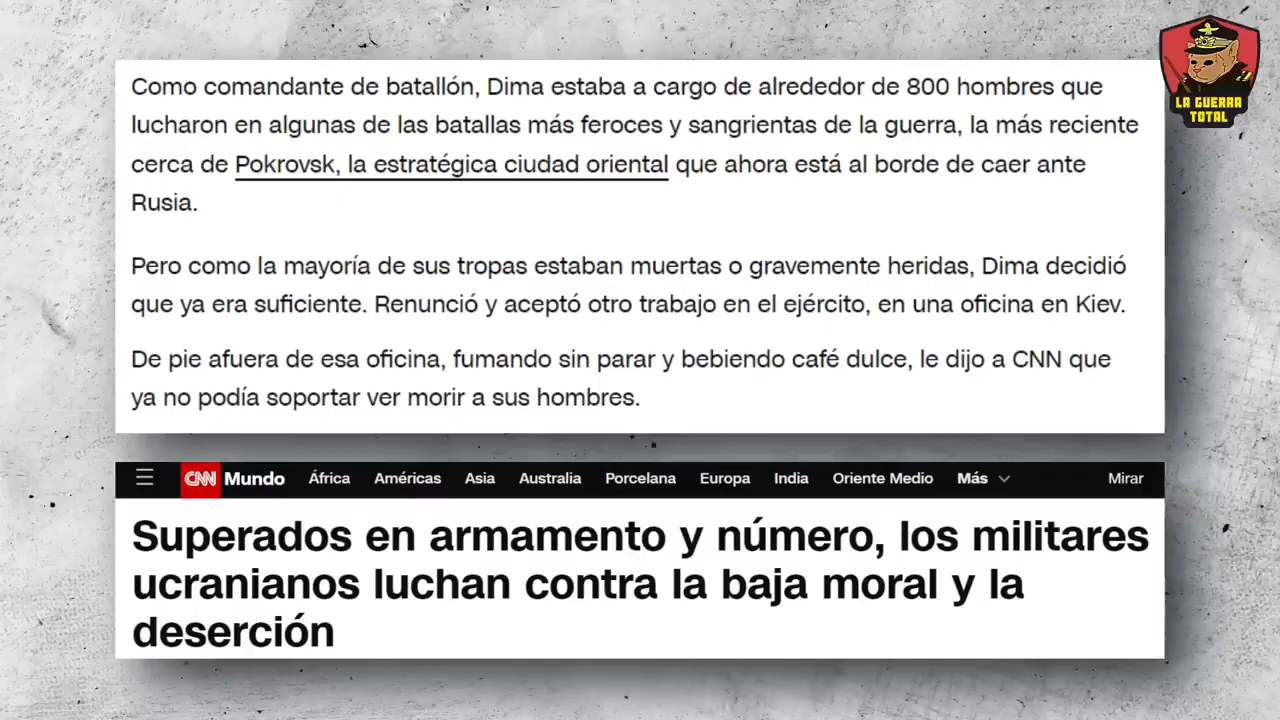 LA GUERRA
TOTAL
Como comandante de batallón, Dima estaba a cargo de alrededor de 800 hombres que
lucharon en algunas de las batallas más feroces y sangrientas de la guerra, la más reciente
cerca de Pokrovsk, la estratégica ciudad oriental que ahora está al borde de caer ante
Rusia.
Pero como la mayoría de sus tropas estaban muertas o gravemente heridas, Dima decidió
que ya era suficiente. Renunció y aceptó otro trabajo en el ejército, en una oficina en Kiev.
De pie afuera de esa oficina, fumando sin parar y bebiendo café dulce, le dijo a CNN que
ya no podía soportar ver morir a sus hombres.
CNN Mundo África Américas Asia Australia Porcelana Europa India Oriente Medio Más Mirar
Superados en armamento y número, los militares
ucranianos luchan contra la baja moral y la
deserción